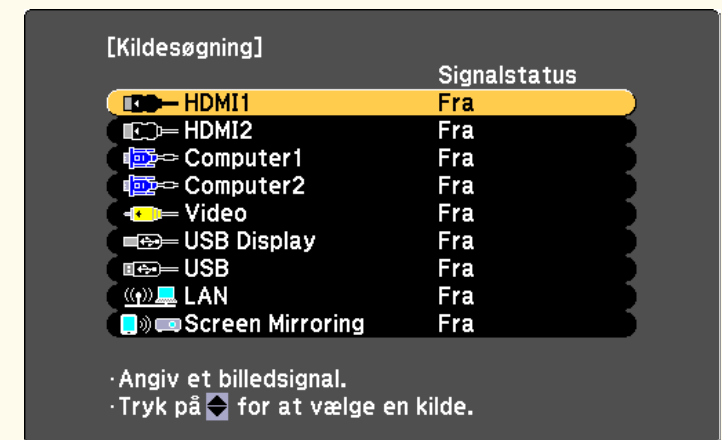 [Kildesøgning]
Signalstatus
HDMI1 Fra
HDMI2 Fra
Computer1 Fra
Computer2 Fra
Video Fra
USB Display Fra
USB Fra
LAN Fra
Screen Mirroring Fra
·Angiv et billedsignal.
·Tryk på for at vælge en kilde.